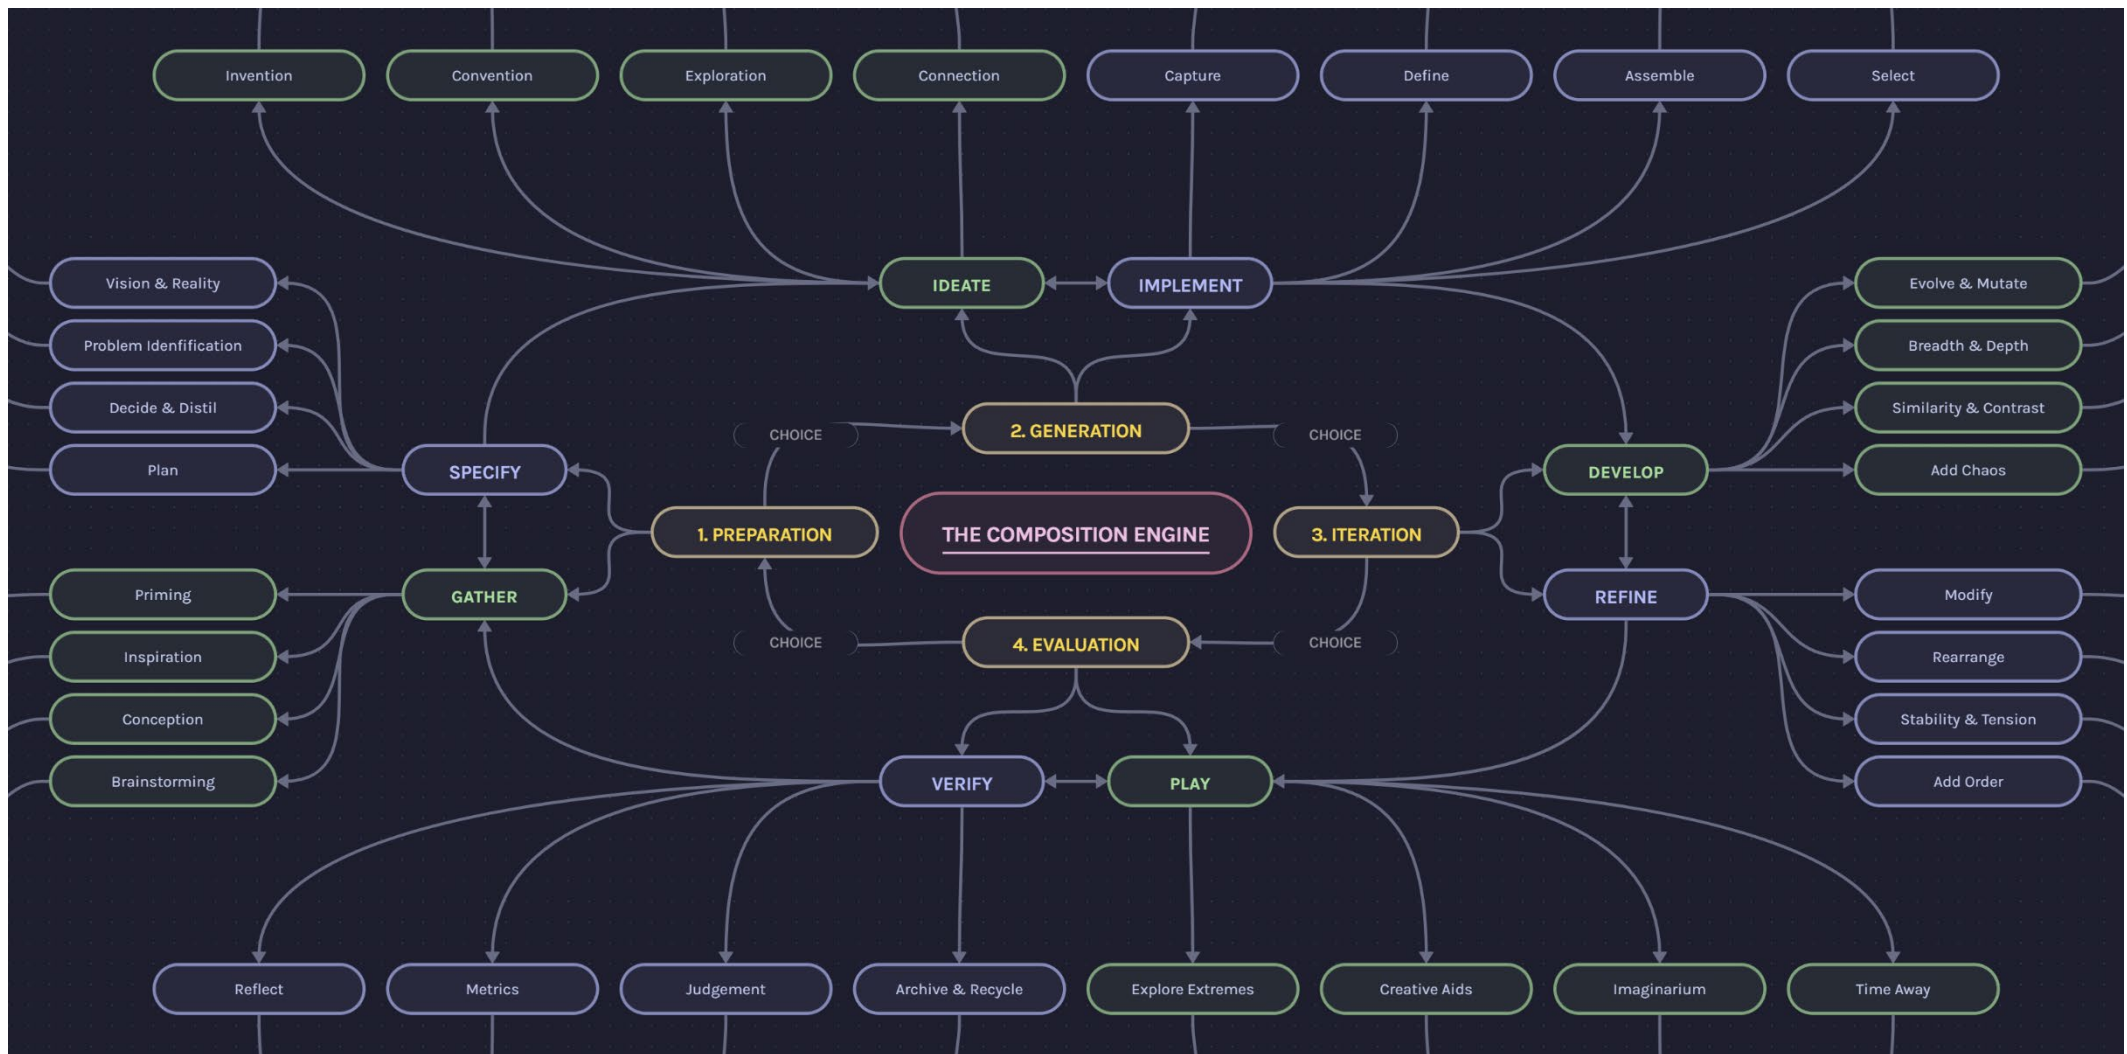 Invention
Convention
Exploration
Connection
Capture
Define
Assemble
Select
Vision & Reality
Problem Idenfification
Decide & Distil
Plan
IDEATE
IMPLEMENT
Evolve & Mutate
Breadth & Depth
Similarity & Contrast
Add Chaos
CHOICE
2. GENERATION
CHOICE
SPECIFY
DEVELOP
1. PREPARATION
THE COMPOSITION ENGINE
3. ITERATION
GATHER
REFINE
CHOICE
4. EVALUATION
CHOICE
Priming
Inspiration
Conception
Brainstorming
Modify
Rearrange
Stability & Tension
Add Order
VERIFY
PLAY
Reflect
Metrics
Judgement
Archive & Recycle
Explore Extremes
Creative Aids
Imaginarium
Time Away